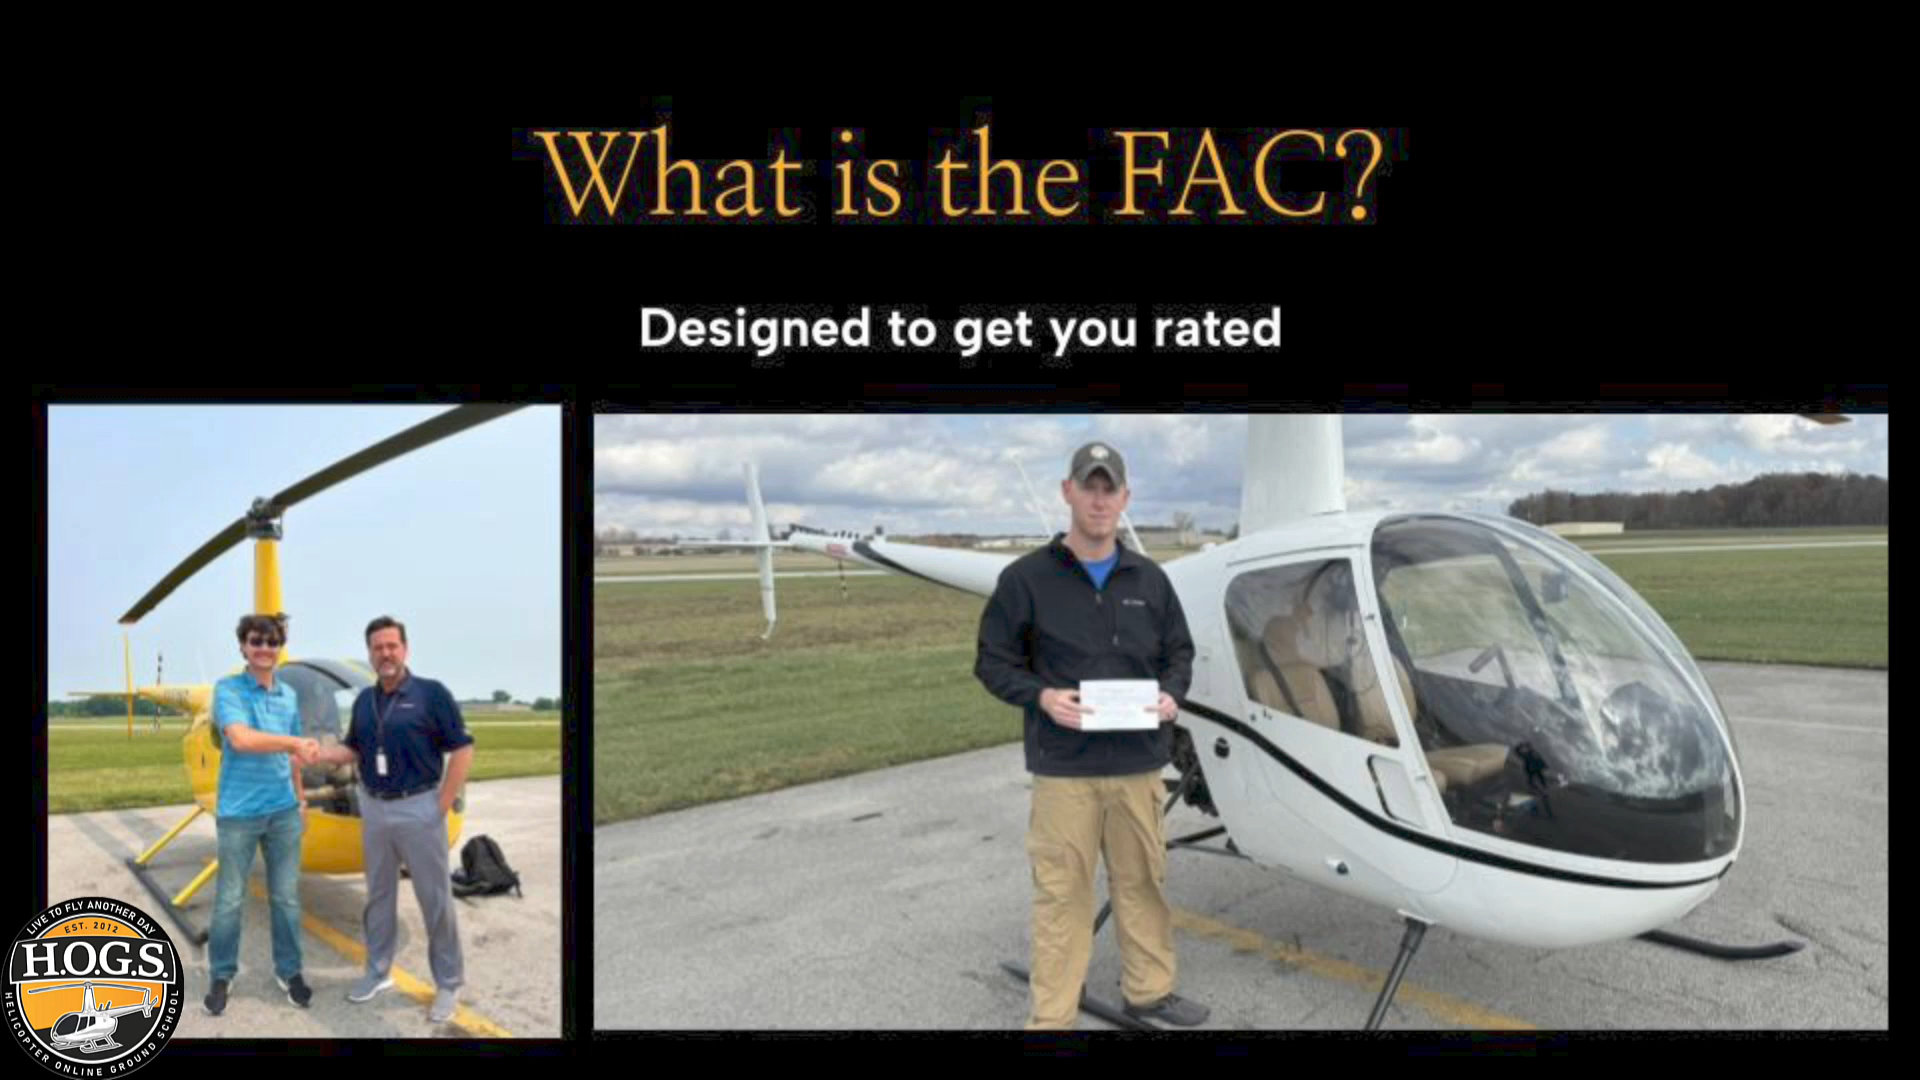 What is the FAC?
Designed to get you rated
LIVE TO FLY ANOTHER DAY
EST. 2012
H.O.G.S.
HELICOPTER ONLINE GROUND SCHOOL